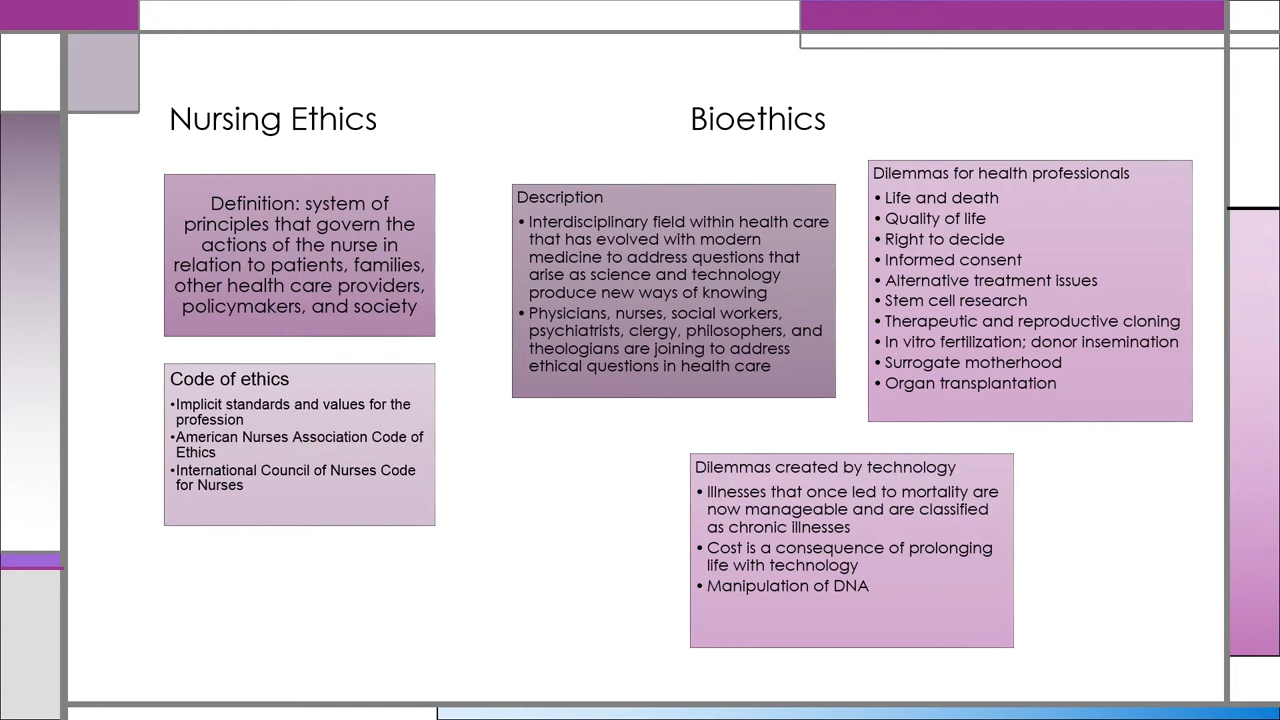 Nursing Ethics
Definition: system of
principles that govern the
actions of the nurse in
relation to patients, families,
other health care providers,
policymakers, and society
Code of ethics
•Implicit standards and values for the
profession
•American Nurses Association Code of
Ethics
•International Council of Nurses Code
for Nurses
Bioethics
Description
• Interdisciplinary field within health care
that has evolved with modern
medicine to address questions that
arise as science and technology
produce new ways of knowing
• Physicians, nurses, social workers,
psychiatrists, clergy, philosophers, and
theologians are joining to address
ethical questions in health care
Dilemmas for health professionals
• Life and death
• Quality of life
• Right to decide
• Informed consent
• Alternative treatment issues
• Stem cell research
• Therapeutic and reproductive cloning
• In vitro fertilization; donor insemination
• Surrogate motherhood
• Organ transplantation
Dilemmas created by technology
• Illnesses that once led to mortality are
now manageable and are classified
as chronic illnesses
• Cost is a consequence of prolonging
life with technology
• Manipulation of DNA